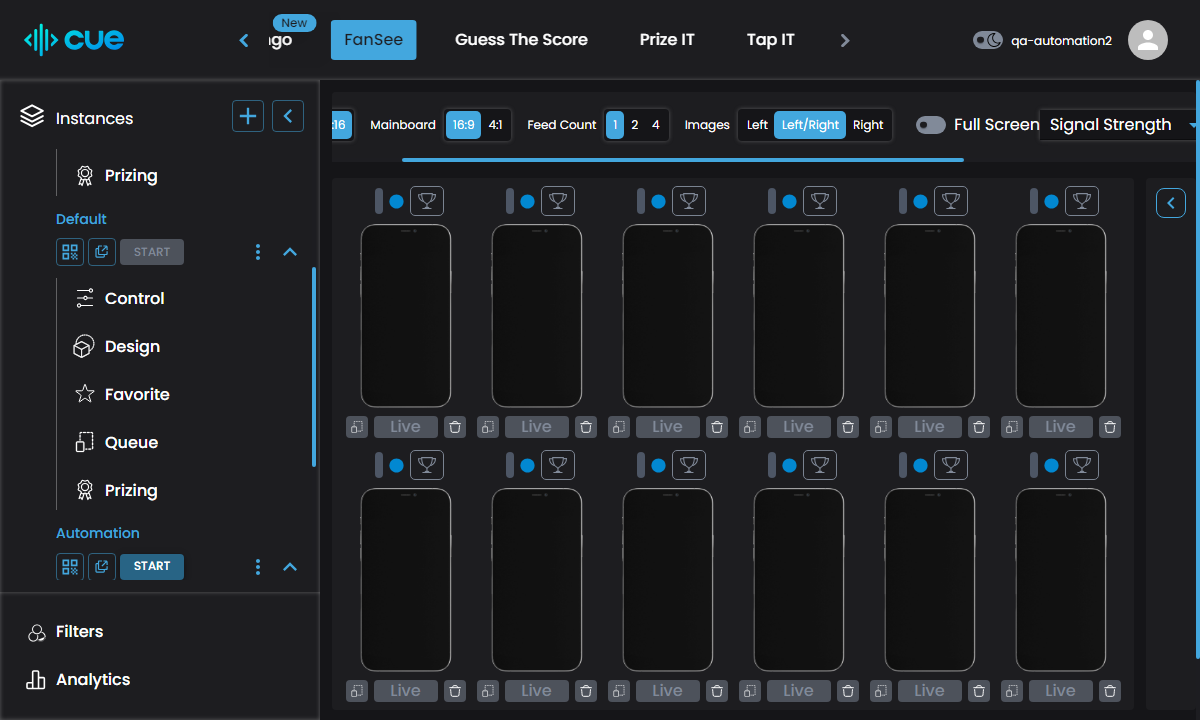 cue
New
ngo
FanSee
Guess The Score
Prize IT
Tap IT
qa-automation2
Instances
Prizing
Default
START
Control
Design
Favorite
Queue
Prizing
Automation
START
Filters
Analytics
:16
Mainboard
16:9
4:1
Feed Count
1
2
4
Images
Left
Left/Right
Right
Full Screen
Signal Strength
Live
Live
Live
Live
Live
Live
Live
Live
Live
Live
Live
Live